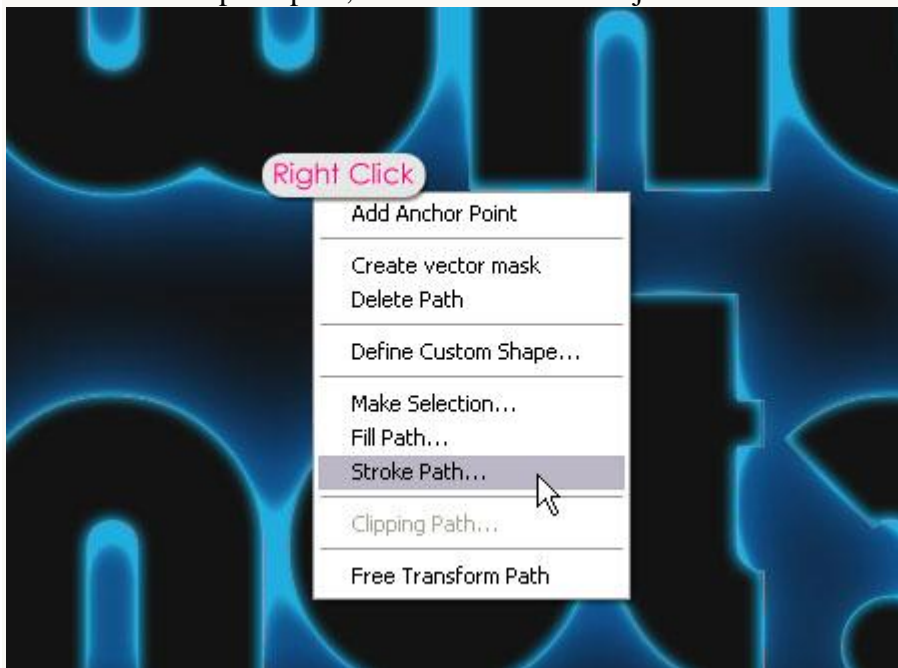 Right Click
Add Anchor Point
Create vector mask
Delete Path
Define Custom Shape...
Make Selection...
Fill Path...
Stroke Path...
Clipping Path...
Free Transform Path